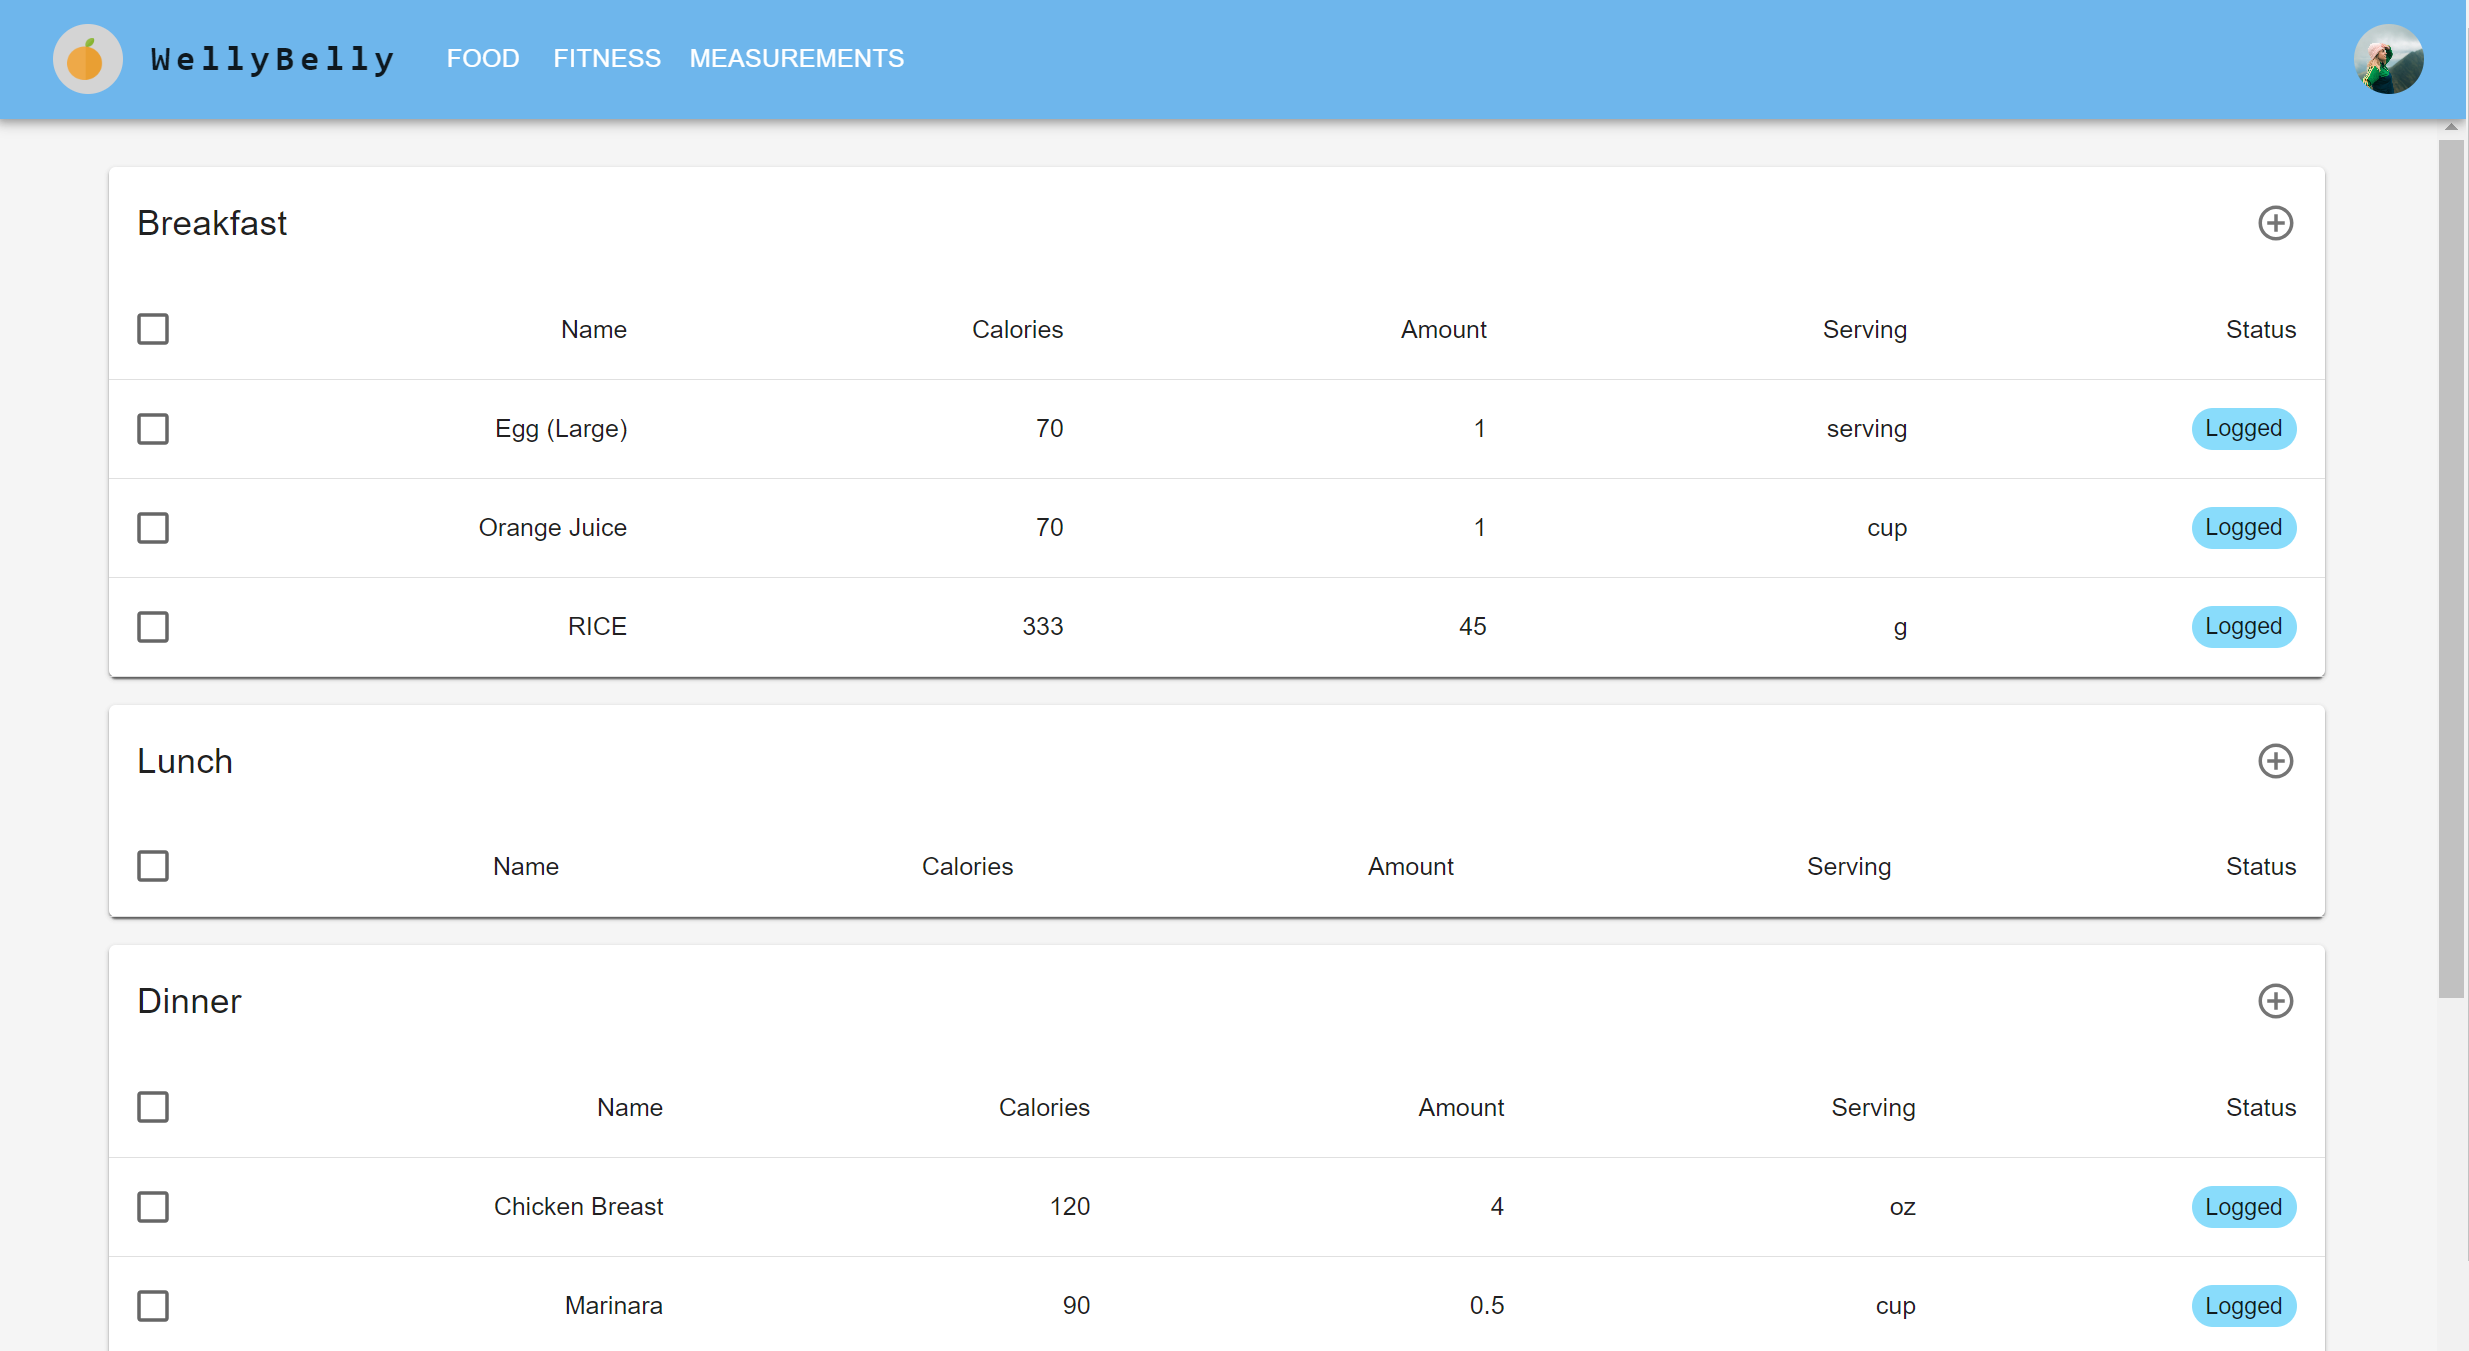 WellyBelly FOOD FITNESS MEASUREMENTS
Breakfast
Name Calories Amount Serving Status
Egg (Large) 70 1 serving Logged
Orange Juice 70 1 cup Logged
RICE 333 45 g Logged
Lunch
Name Calories Amount Serving Status
Dinner
Name Calories Amount Serving Status
Chicken Breast 120 4 oz Logged
Marinara 90 0.5 cup Logged